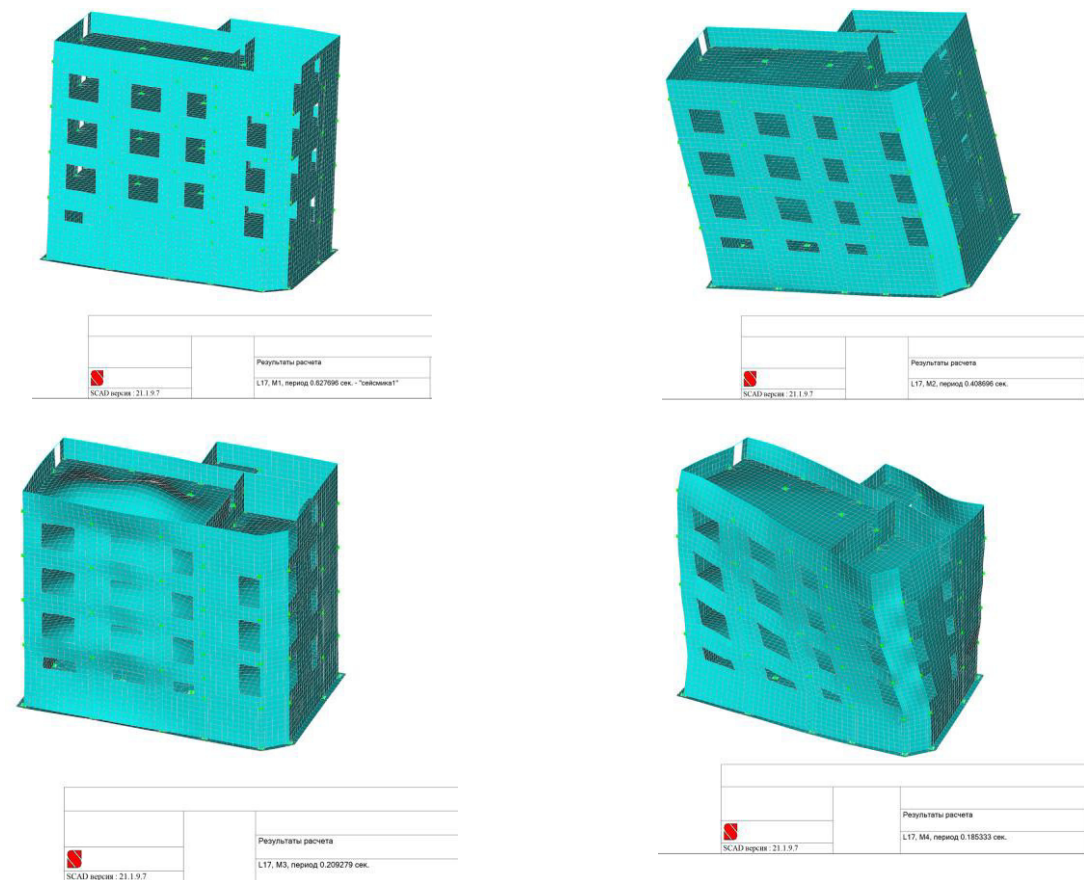 Результаты расчета
L17, M1, период 0.627696 сек. - "сейсмика1"
SCAD версия : 21.1.9.7
Результаты расчета
L17, M2, период 0.408696 сек.
SCAD версия : 21.1.9.7
Результаты расчета
L17, M3, период 0.209279 сек.
SCAD версия : 21.1.9.7
Результаты расчета
L17, M4, период 0.185333 сек.
SCAD версия : 21.1.9.7